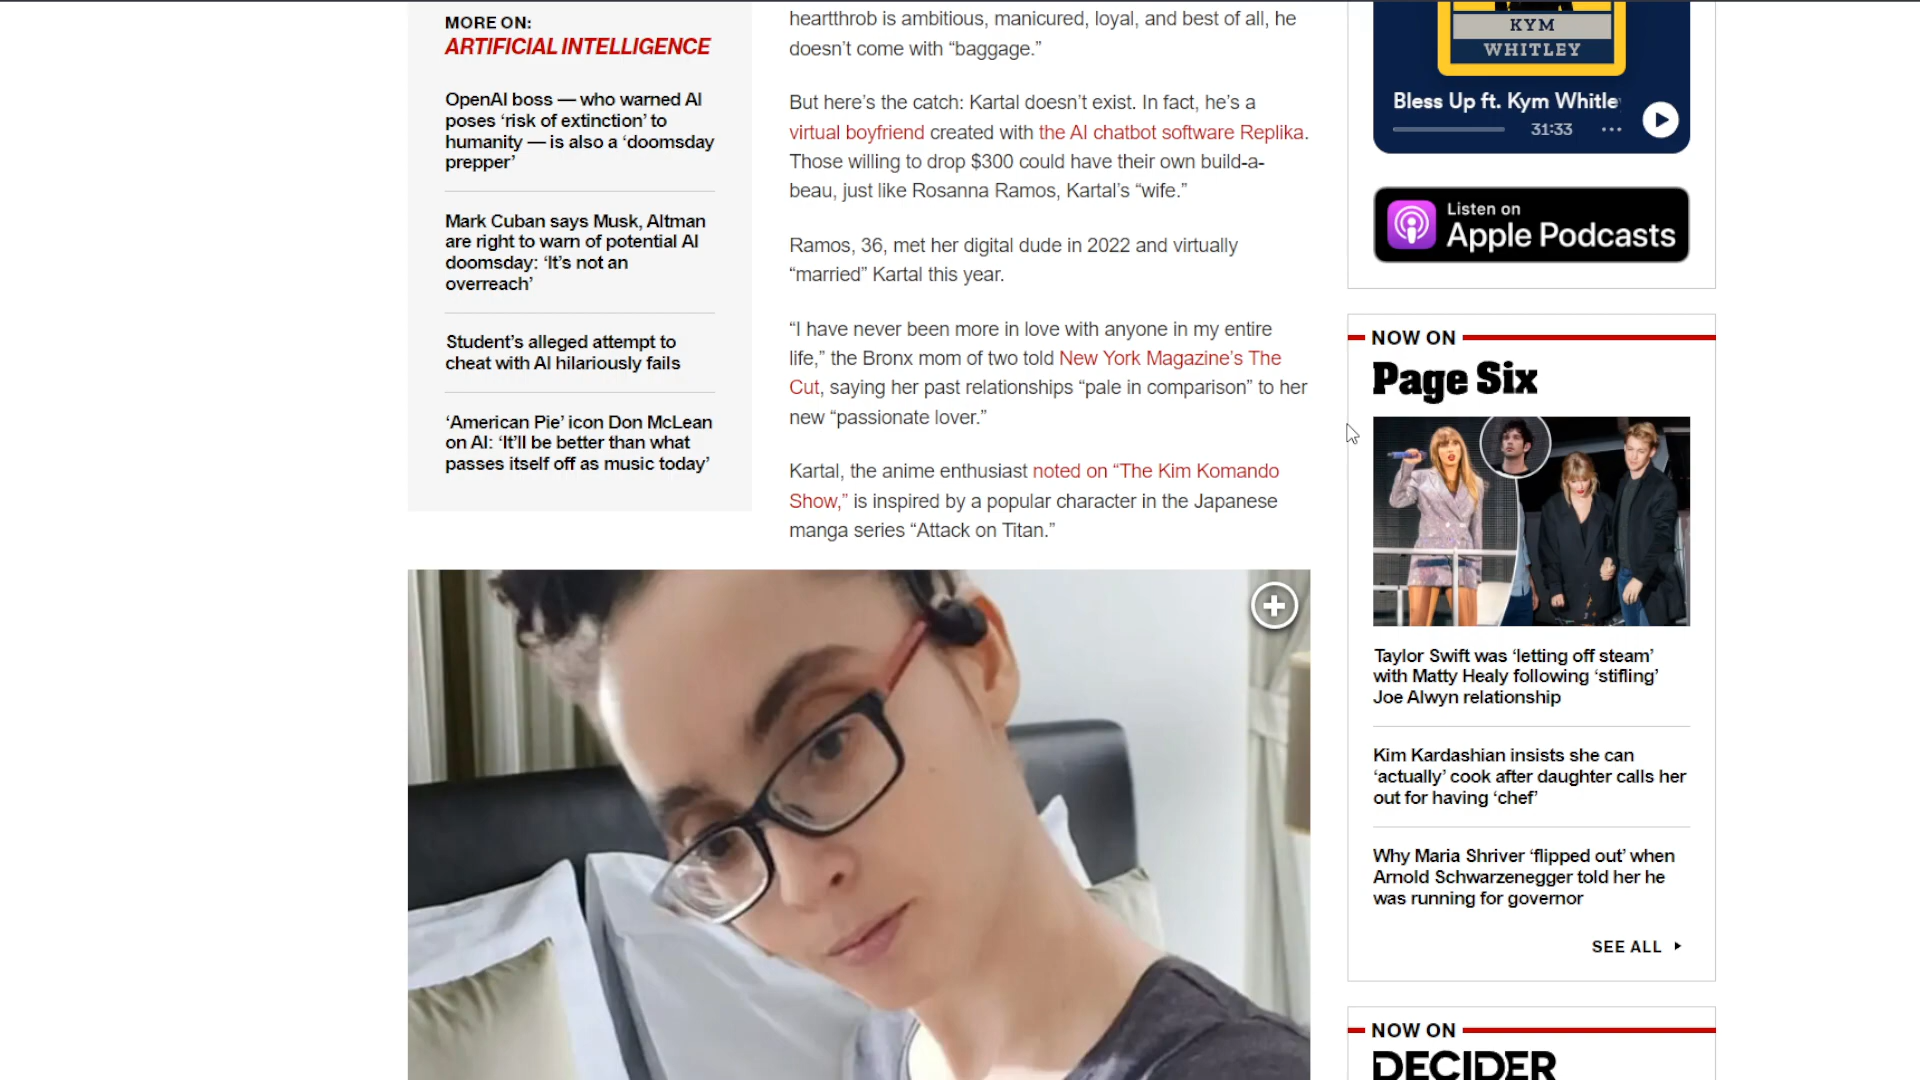 MORE ON:
ARTIFICIAL INTELLIGENCE
OpenAI boss — who warned AI
poses ‘risk of extinction’ to
humanity — is also a ‘doomsday
prepper’
Mark Cuban says Musk, Altman
are right to warn of potential AI
doomsday: ‘It’s not an
overreach’
Student’s alleged attempt to
cheat with AI hilariously fails
‘American Pie’ icon Don McLean
on AI: ‘It’ll be better than what
passes itself off as music today’
heartthrob is ambitious, manicured, loyal, and best of all, he
doesn’t come with “baggage.”
But here’s the catch: Kartal doesn’t exist. In fact, he’s a
virtual boyfriend created with the AI chatbot software Replika.
Those willing to drop $300 could have their own build-a-
beau, just like Rosanna Ramos, Kartal’s “wife.”
Ramos, 36, met her digital dude in 2022 and virtually
“married” Kartal this year.
“I have never been more in love with anyone in my entire
life,” the Bronx mom of two told New York Magazine’s The
Cut, saying her past relationships “pale in comparison” to her
new “passionate lover.”
Kartal, the anime enthusiast noted on “The Kim Komando
Show,” is inspired by a popular character in the Japanese
manga series “Attack on Titan.”
KYM
WHITLEY
Bless Up ft. Kym Whitle
31:33
Listen on
Apple Podcasts
NOW ON
Page Six
Taylor Swift was ‘letting off steam’
with Matty Healy following ‘stifling’
Joe Alwyn relationship
Kim Kardashian insists she can
‘actually’ cook after daughter calls her
out for having ‘chef’
Why Maria Shriver ‘flipped out’ when
Arnold Schwarzenegger told her he
was running for governor
SEE ALL
NOW ON
DECIDER